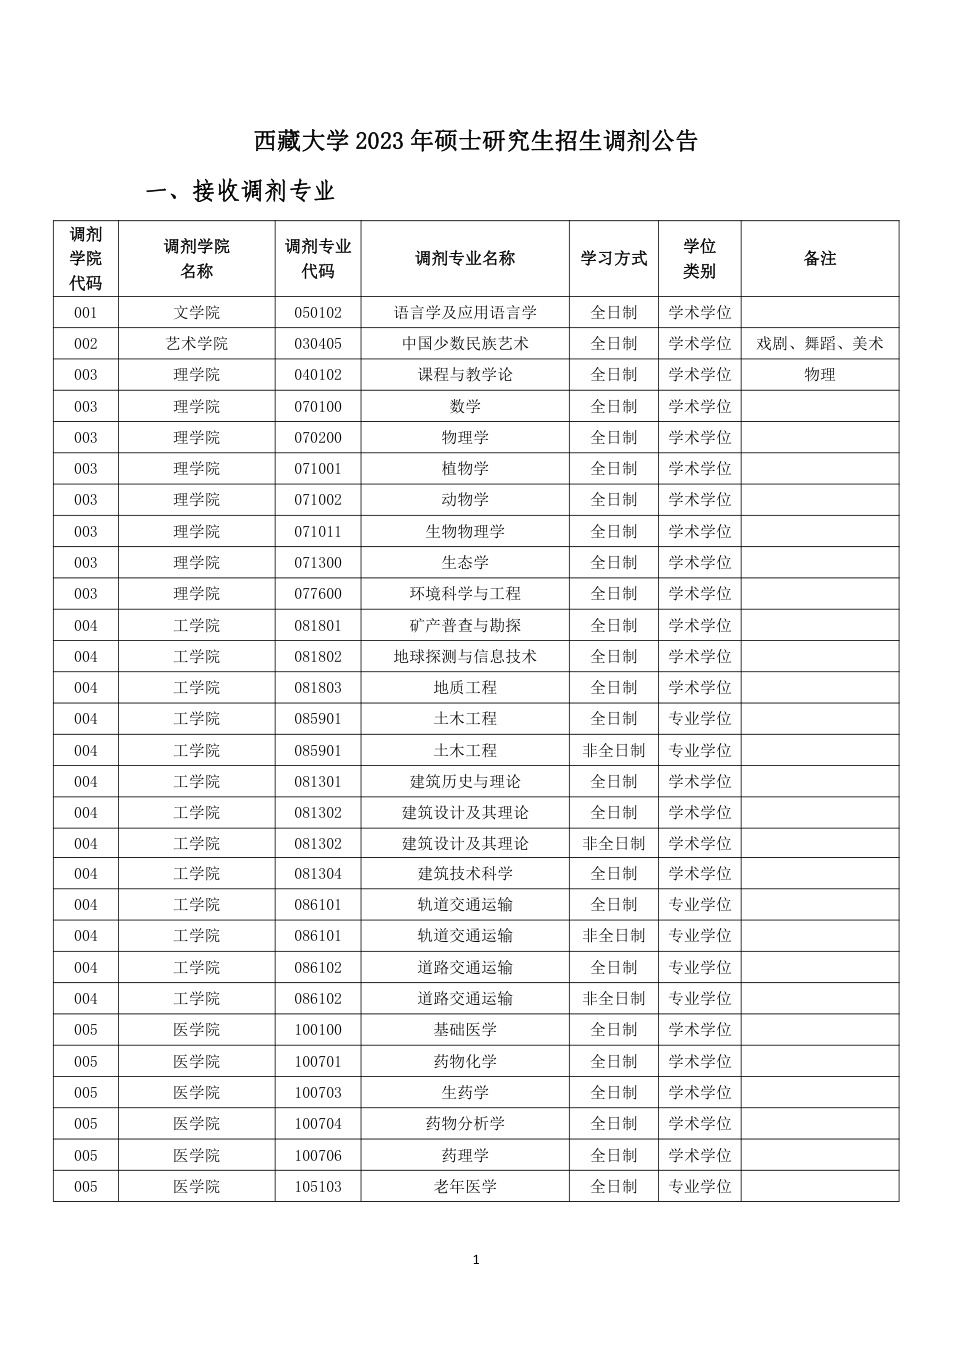 西藏大学 2023 年硕士研究生招生调剂公告
一、接收调剂专业
调剂学院代码 调剂学院名称 调剂专业代码 调剂专业名称 学习方式 学位类别 备注
001 文学院 050102 语言学及应用语言学 全日制 学术学位
002 艺术学院 030405 中国少数民族艺术 全日制 学术学位 戏剧、舞蹈、美术
003 理学院 040102 课程与教学论 全日制 学术学位 物理
003 理学院 070100 数学 全日制 学术学位
003 理学院 070200 物理学 全日制 学术学位
003 理学院 071001 植物学 全日制 学术学位
003 理学院 071002 动物学 全日制 学术学位
003 理学院 071011 生物物理学 全日制 学术学位
003 理学院 071300 生态学 全日制 学术学位
003 理学院 077600 环境科学与工程 全日制 学术学位
004 工学院 081801 矿产普查与勘探 全日制 学术学位
004 工学院 081802 地球探测与信息技术 全日制 学术学位
004 工学院 081803 地质工程 全日制 学术学位
004 工学院 085901 土木工程 全日制 专业学位
004 工学院 085901 土木工程 非全日制 专业学位
004 工学院 081301 建筑历史与理论 全日制 学术学位
004 工学院 081302 建筑设计及其理论 全日制 学术学位
004 工学院 081302 建筑设计及其理论 非全日制 学术学位
004 工学院 081304 建筑技术科学 全日制 学术学位
004 工学院 086101 轨道交通运输 全日制 专业学位
004 工学院 086101 轨道交通运输 非全日制 专业学位
004 工学院 086102 道路交通运输 全日制 专业学位
004 工学院 086102 道路交通运输 非全日制 专业学位
005 医学院 100100 基础医学 全日制 学术学位
005 医学院 100701 药物化学 全日制 学术学位
005 医学院 100703 生药学 全日制 学术学位
005 医学院 100704 药物分析学 全日制 学术学位
005 医学院 100706 药理学 全日制 学术学位
005 医学院 105103 老年医学 全日制 专业学位
1